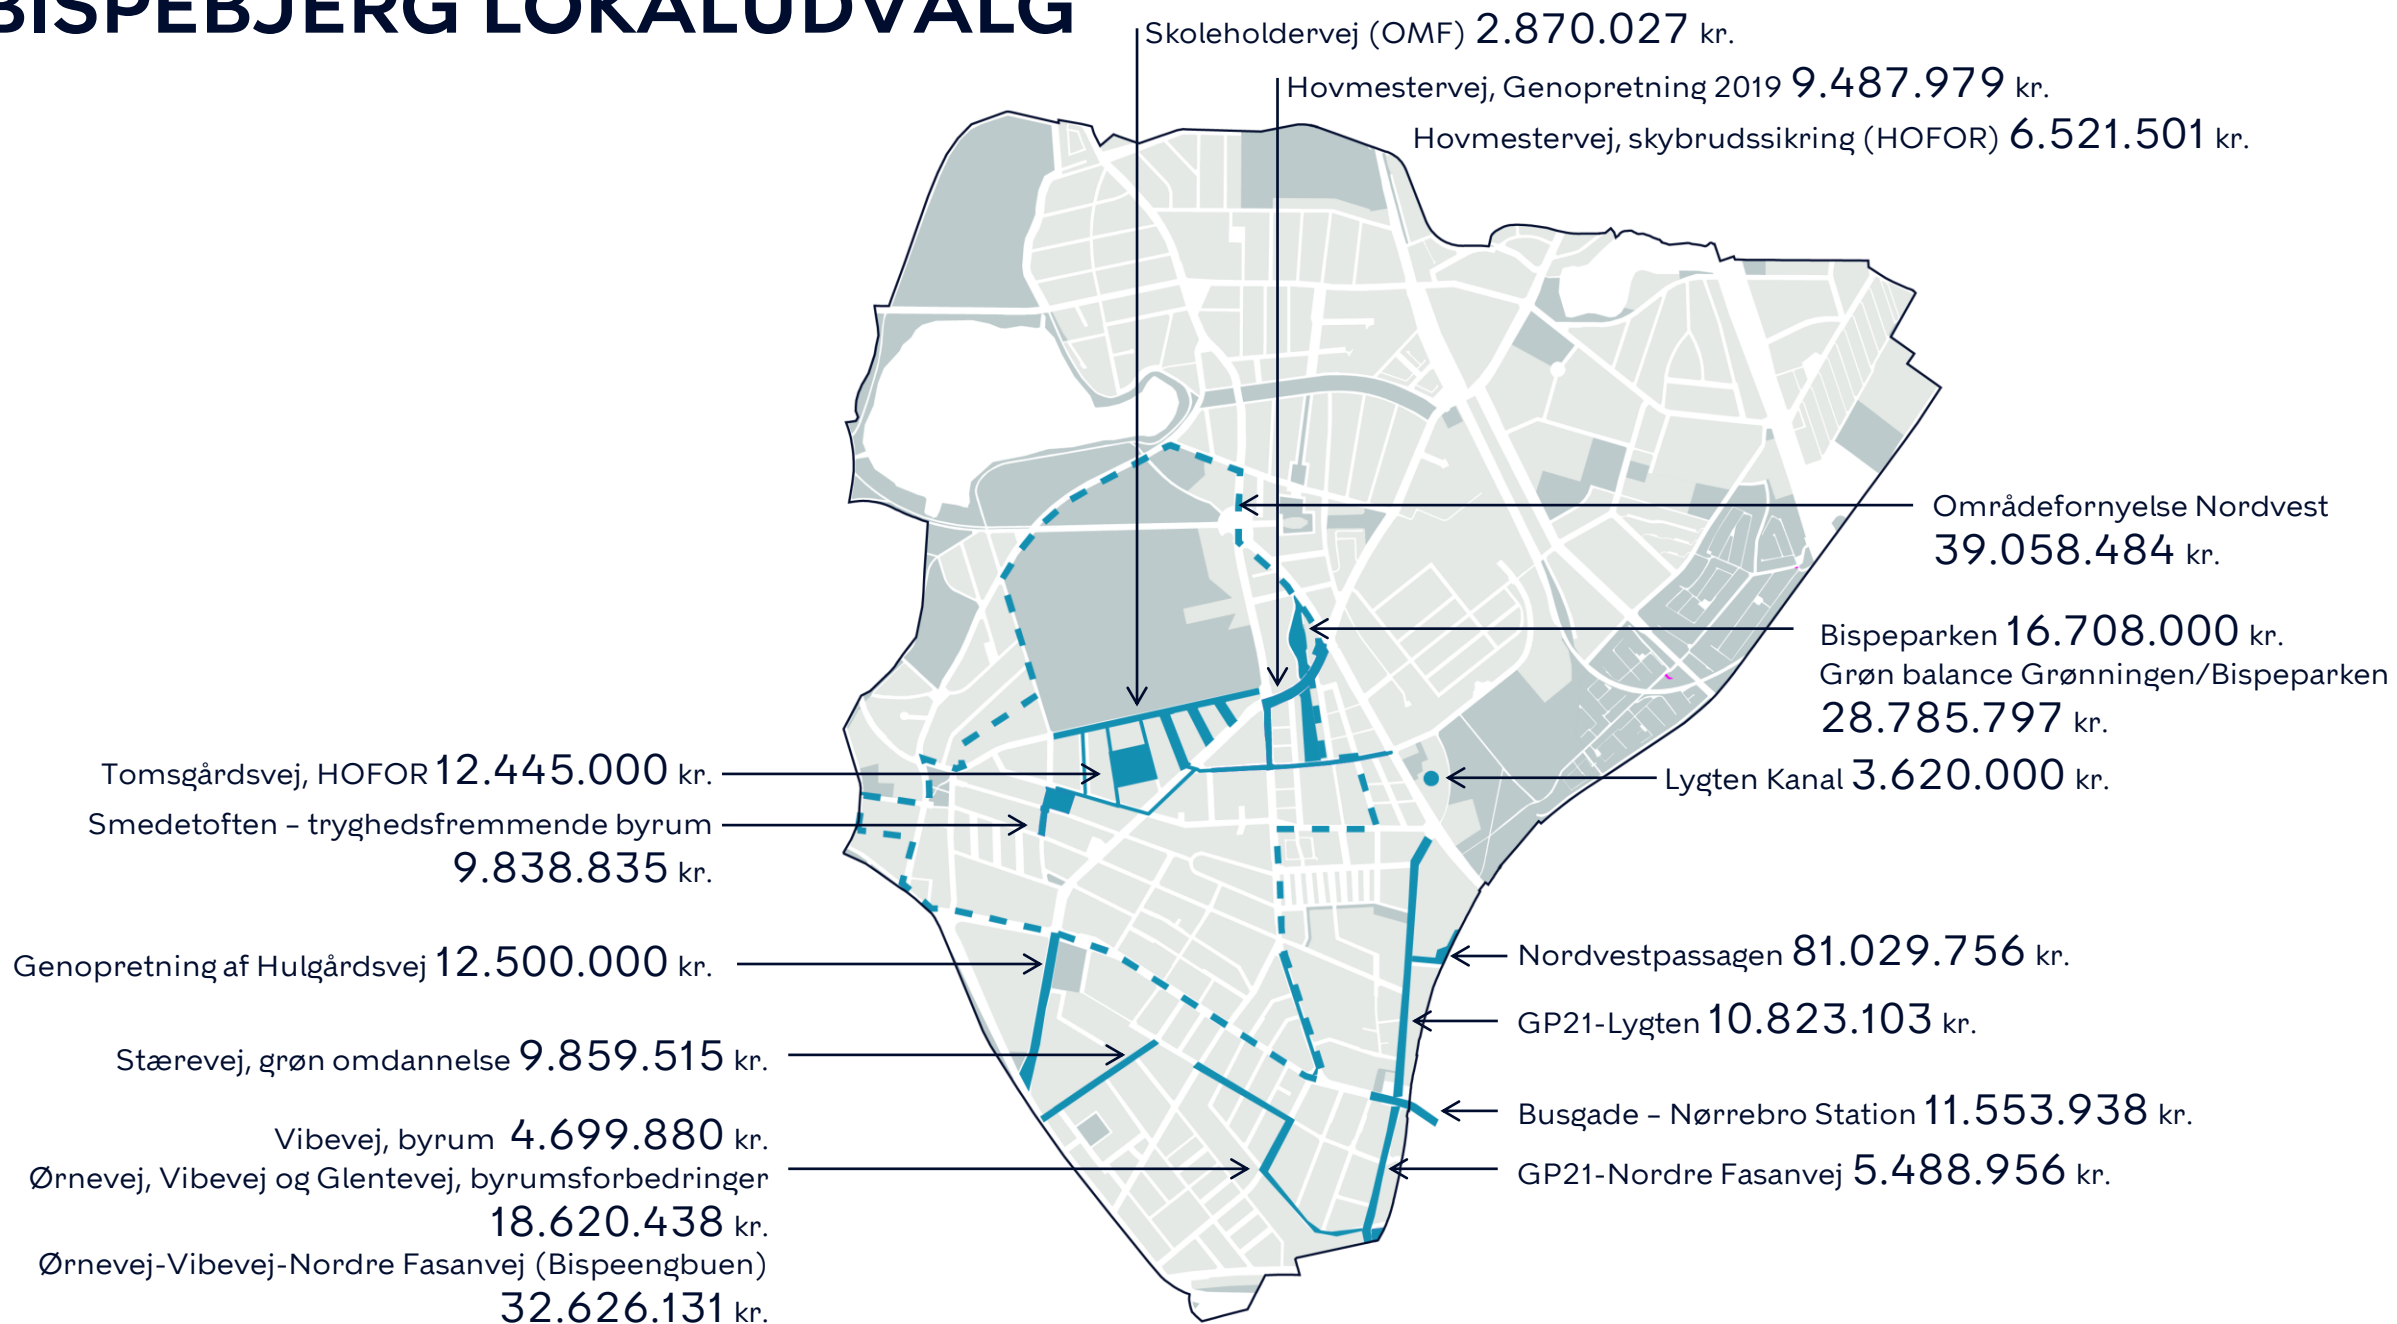 BISPEBJERG LOKALUDVALG
Skoleholdervej (OMF) 2.870.027 kr.
Hovmestervej, Genopretning 2019 9.487.979 kr.
Hovmestervej, skybrudssikring (HOFOR) 6.521.501 kr.
Områdefornyelse Nordvest
39.058.484 kr.
Bispeparken 16.708.000 kr.
Grøn balance Grønningen/Bispeparken
28.785.797 kr.
Lygten Kanal 3.620.000 kr.
Nordvestpassagen 81.029.756 kr.
GP21-Lygten 10.823.103 kr.
Busgade – Nørrebro Station 11.553.938 kr.
GP21-Nordre Fasanvej 5.488.956 kr.
Tomsgårdsvej, HOFOR 12.445.000 kr.
Smedetoften – tryghedsfremmende byrum
9.838.835 kr.
Genopretning af Hulgårdsvej 12.500.000 kr.
Stærevej, grøn omdannelse 9.859.515 kr.
Vibevej, byrum 4.699.880 kr.
Ørnevej, Vibevej og Glentevej, byrumsforbedringer
18.620.438 kr.
Ørnevej-Vibevej-Nordre Fasanvej (Bispeengbuen)
32.626.131 kr.